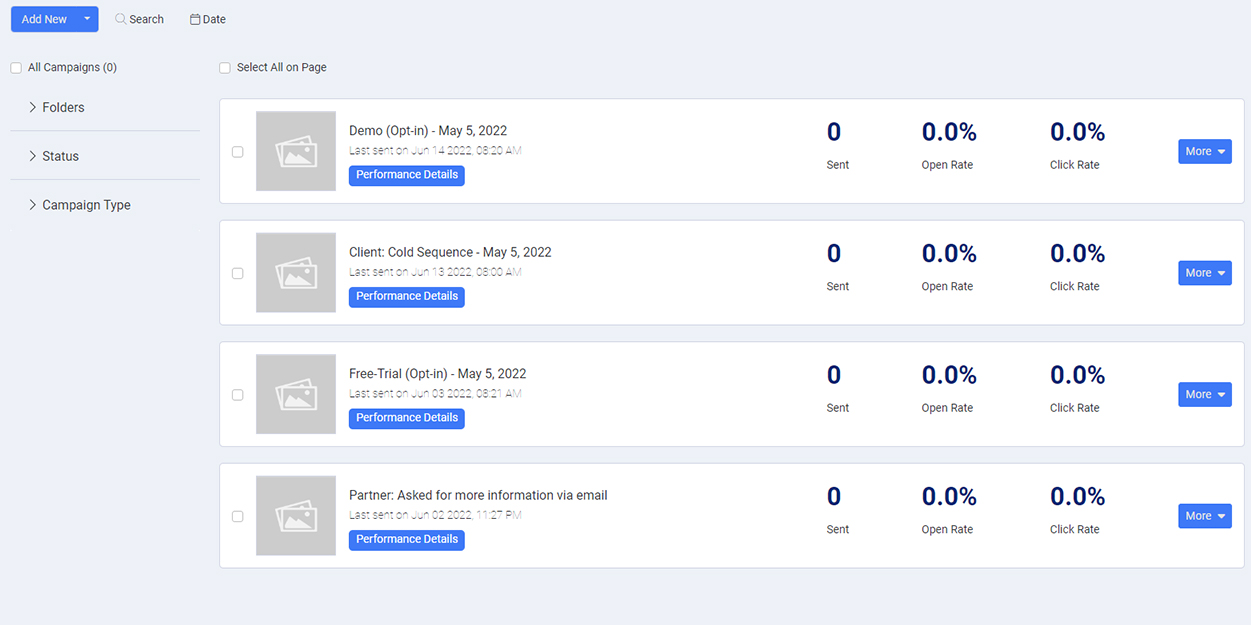 Add New Search Date
All Campaigns (0)
Folders
Status
Campaign Type
Select All on Page
Demo (Opt-in) - May 5, 2022
Last sent on Jun 14 2022, 08:20 AM
Performance Details
0 0.0% 0.0%
Sent Open Rate Click Rate
More
Client: Cold Sequence - May 5, 2022
Last sent on Jun 13 2022, 08:00 AM
Performance Details
0 0.0% 0.0%
Sent Open Rate Click Rate
More
Free-Trial (Opt-in) - May 5, 2022
Last sent on Jun 03 2022, 08:21 AM
Performance Details
0 0.0% 0.0%
Sent Open Rate Click Rate
More
Partner: Asked for more information via email
Last sent on Jun 02 2022, 11:27 PM
Performance Details
0 0.0% 0.0%
Sent Open Rate Click Rate
More